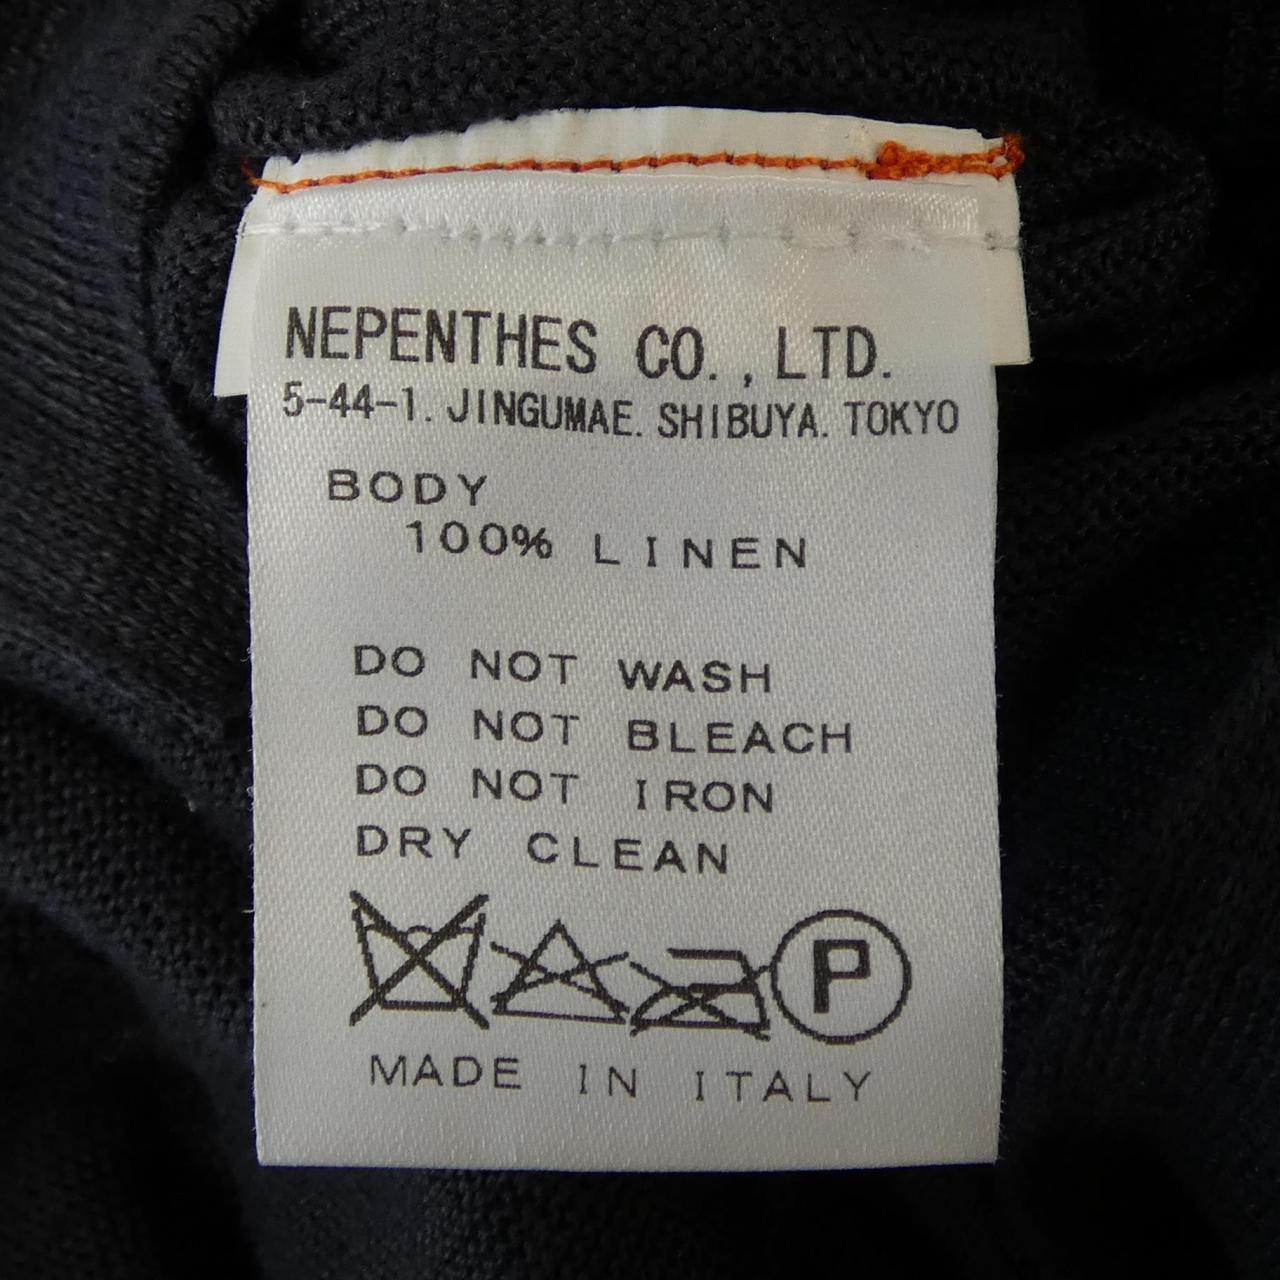 NEPENTHES CO., LTD.
5-44-1. JINGUMAE. SHIBUYA. TOKYO
BODY
100% LINEN
DO NOT WASH
DO NOT BLEACH
DO NOT IRON
DRY CLEAN
P
MADE IN ITALY